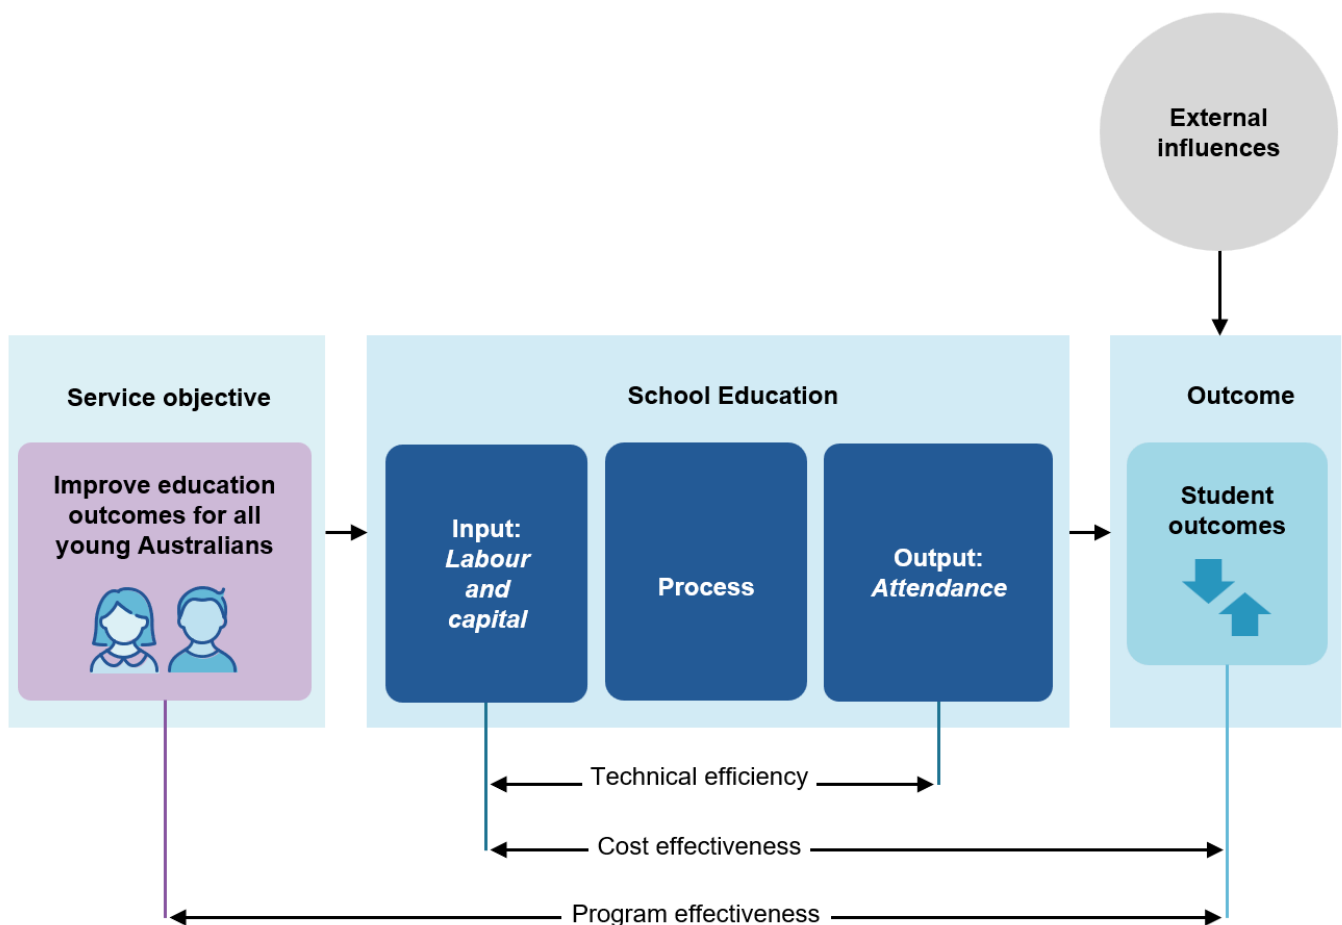 External
influences
Service objective
School Education
Outcome
Improve education
outcomes for all
young Australians
Input:
Labour
and
capital
Process
Output:
Attendance
Student
outcomes
Technical efficiency
Cost effectiveness
Program effectiveness